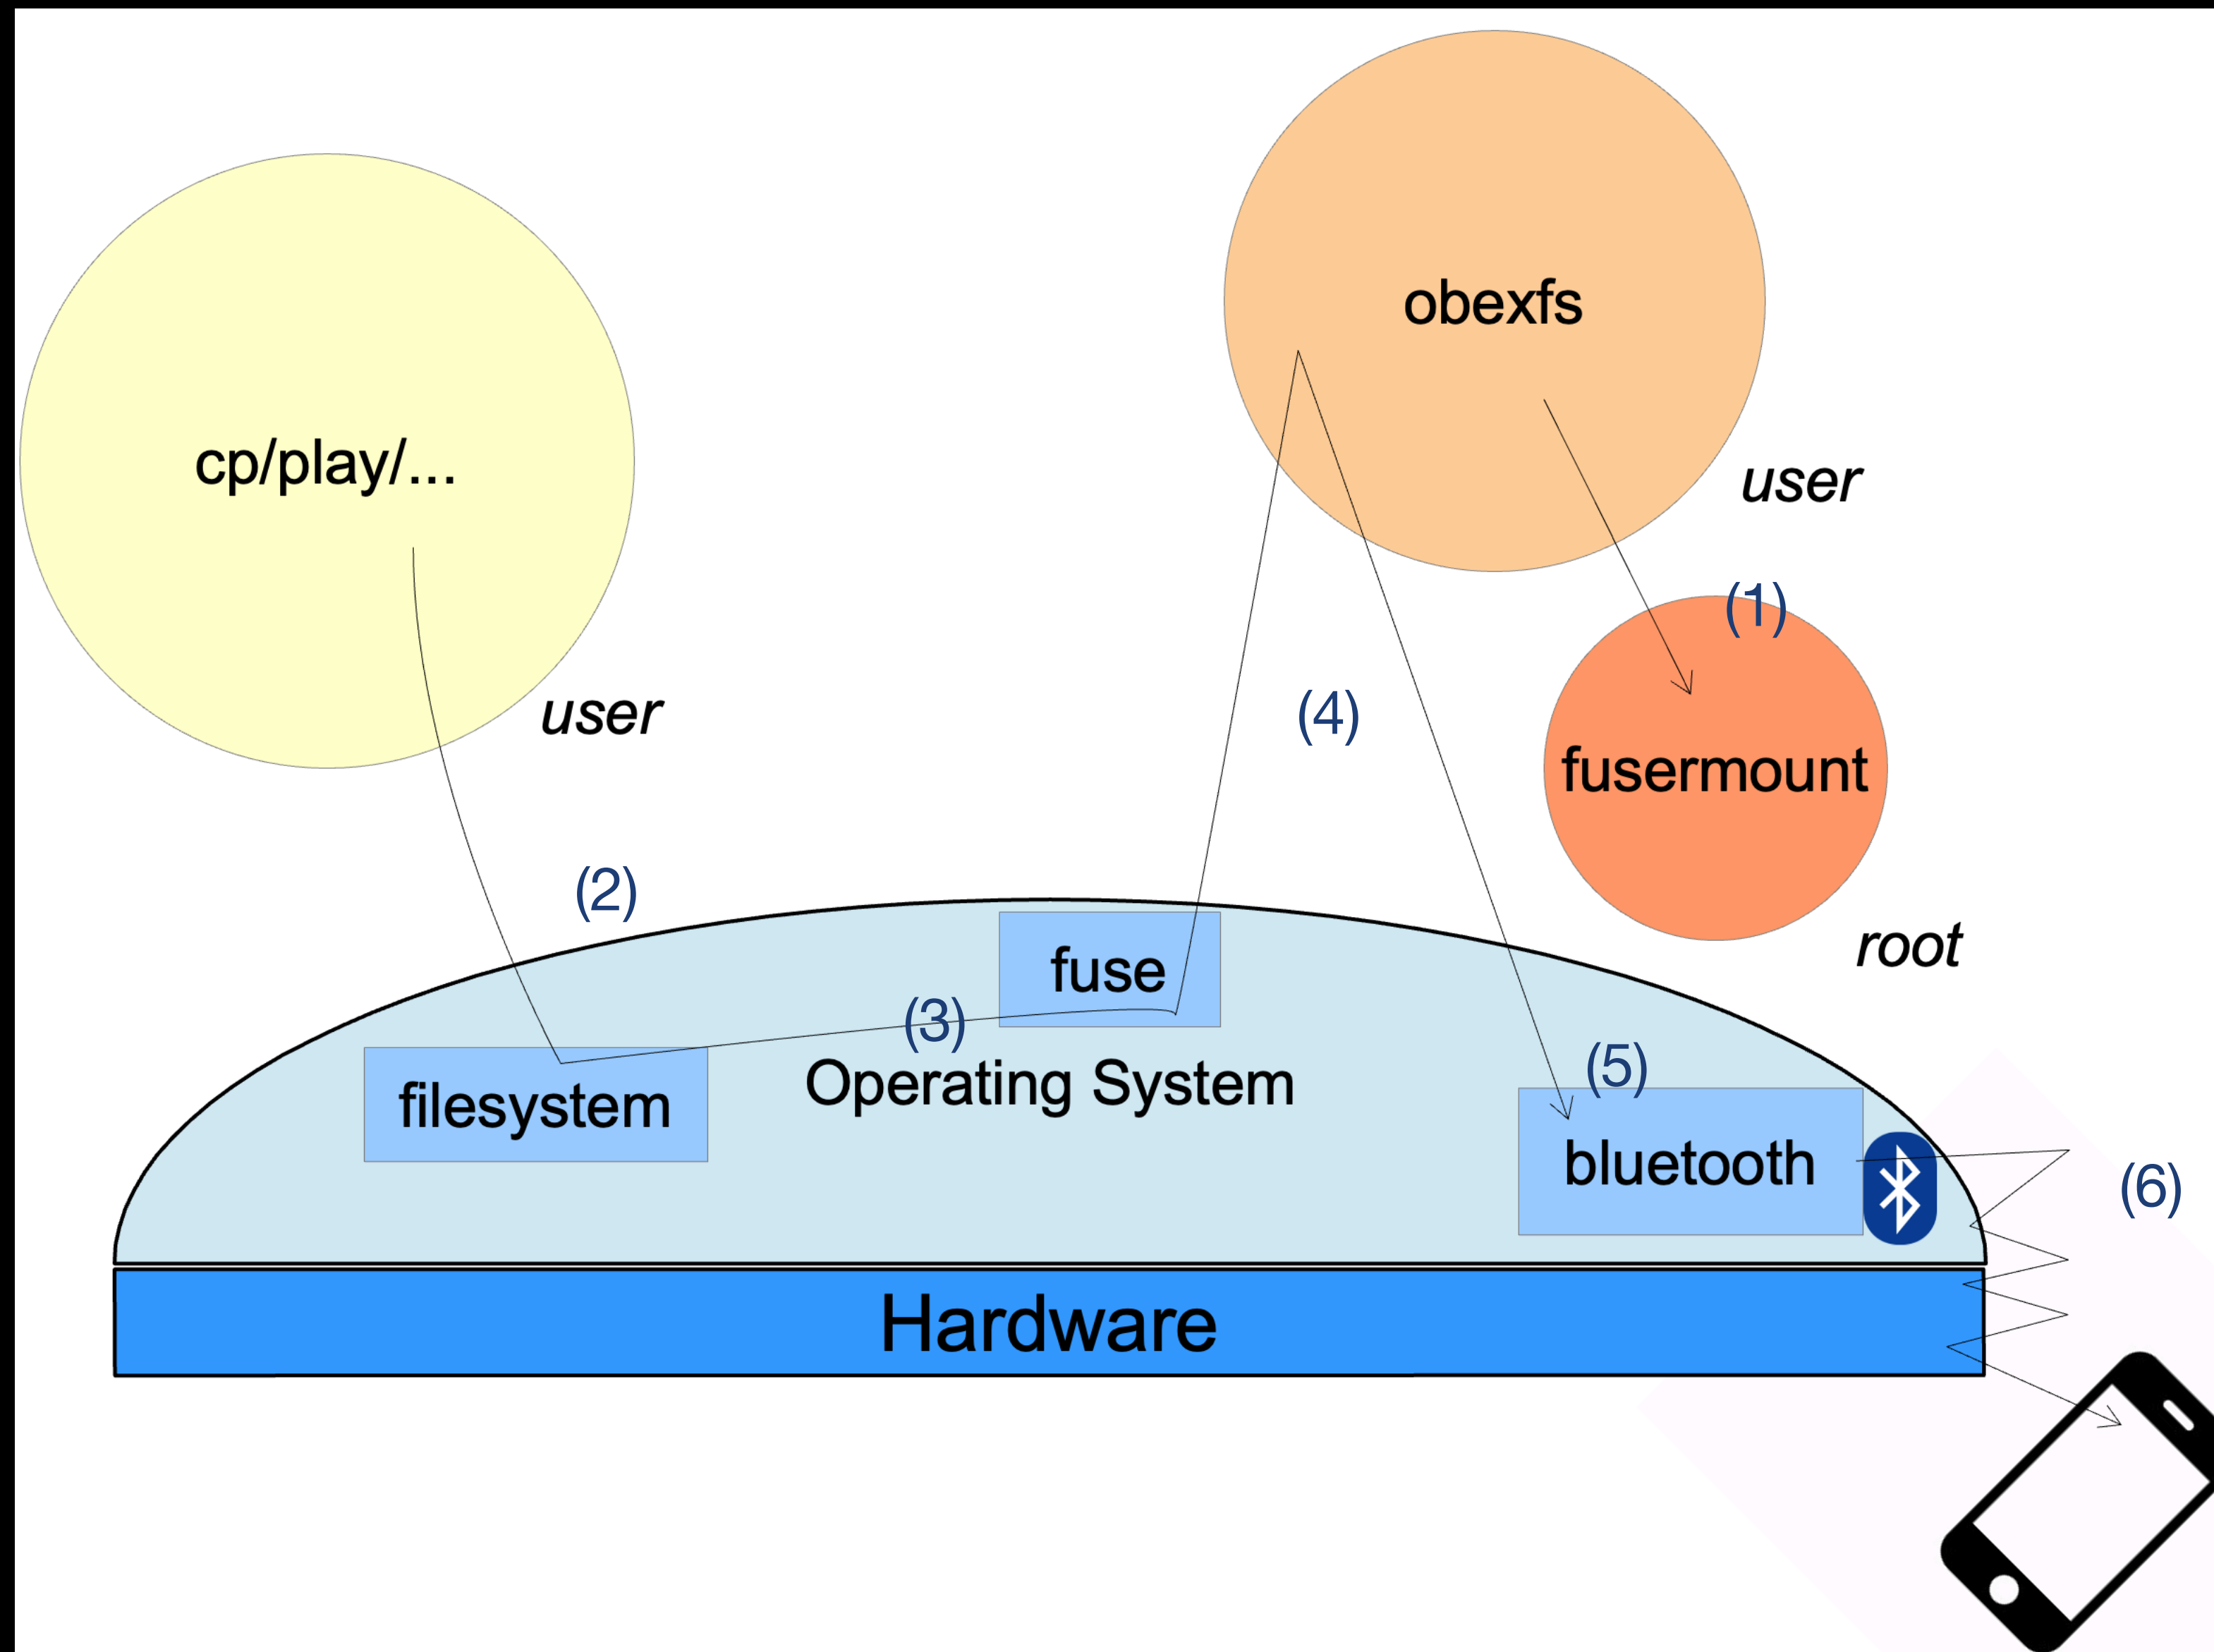 obexfs
cp/play/...
user
(1)
user
(4)
fusermount
(2)
root
fuse
(3)
Operating System
(5)
filesystem
bluetooth
(6)
Hardware